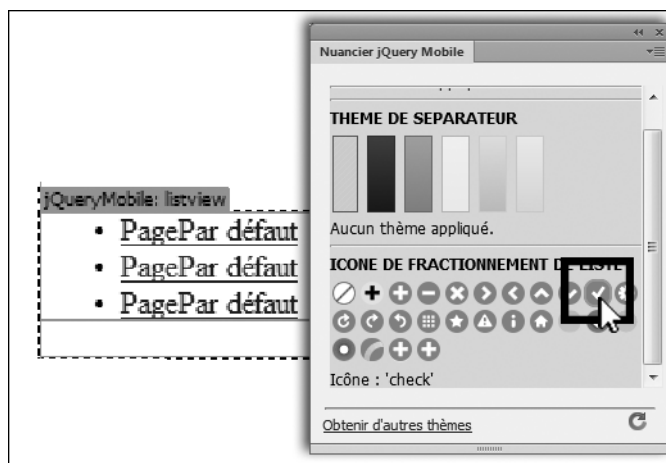 Nuancier jQuery Mobile
THEME DE SEPARATEUR
Aucun thème appliqué.
jQueryMobile: listview
• PagePar défaut
• PagePar défaut
• PagePar défaut
ICONE DE FRACTIONNEMENT DE LISTE
Icône : 'check'
Obtenir d'autres thèmes